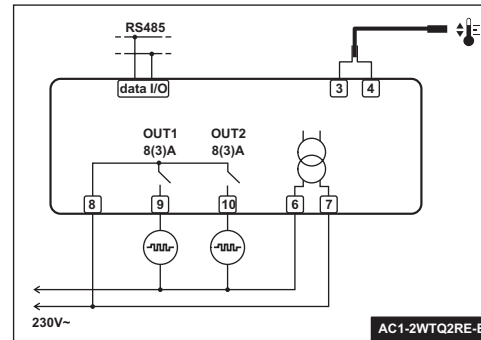 RS485
data I/O
3 4
OUT1 OUT2
8(3)A 8(3)A
8 9 10 6 7
230V~
AC1-2WTQ2RE-B